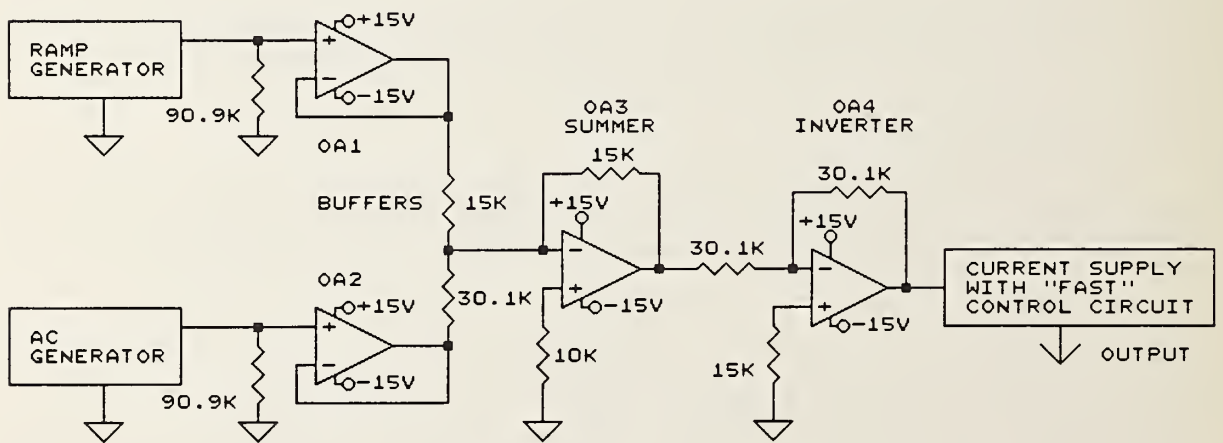 RAMP
GENERATOR
90.9K
+15V
+
−
−15V
OA1
BUFFERS
15K
30.1K
OA2
AC
GENERATOR
90.9K
+15V
+
−
−15V
OA3
SUMMER
15K
+15V
−
+
−15V
10K
30.1K
OA4
INVERTER
30.1K
+15V
−
+
−15V
15K
CURRENT SUPPLY
WITH "FAST"
CONTROL CIRCUIT
OUTPUT